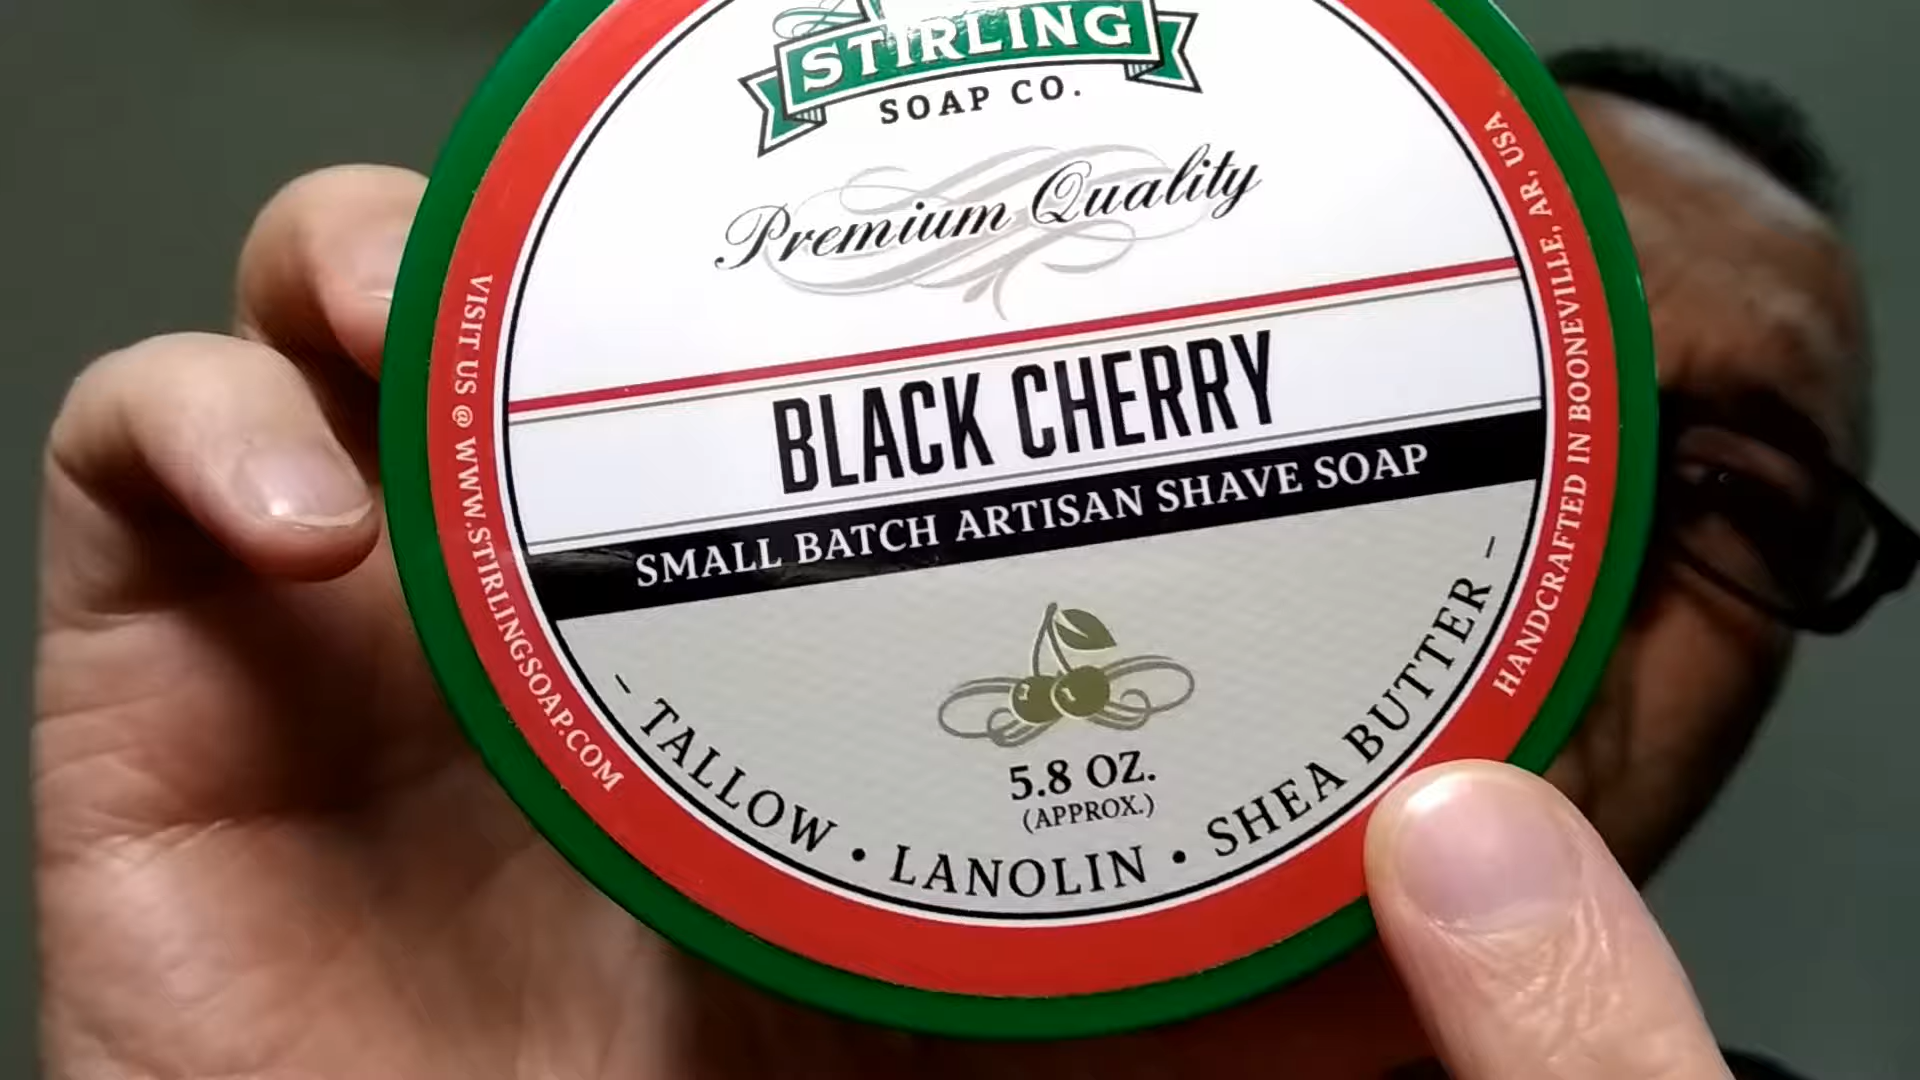 STIRLING
SOAP CO.
Premium Quality
BLACK CHERRY
SMALL BATCH ARTISAN SHAVE SOAP
5.8 OZ.
(APPROX.)
- TALLOW • LANOLIN • SHEA BUTTER -
VISIT US @ WWW.STIRLINGSOAP.COM
HANDCRAFTED IN BOONEVILLE, AR, USA